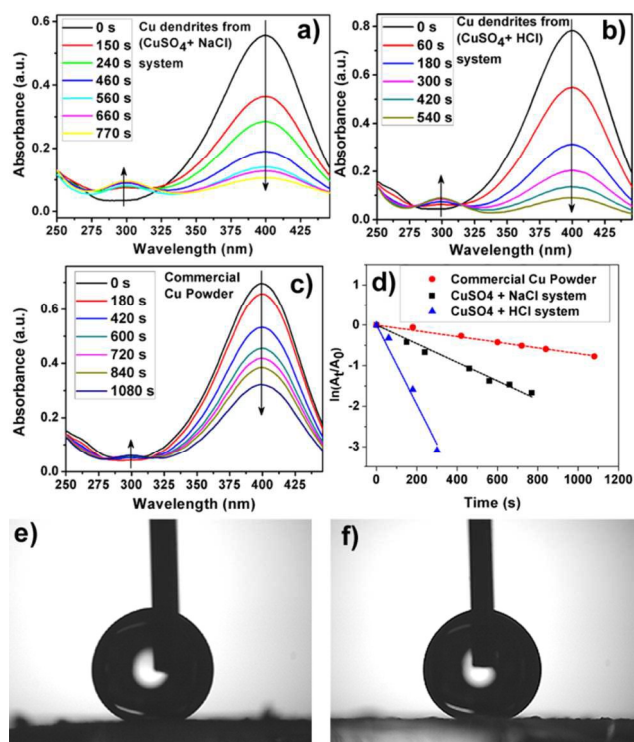 a)
Cu dendrites from
(CuSO4+ NaCl)
system
0 s
150 s
240 s
460 s
560 s
660 s
770 s
Absorbance (a.u.)
0.6
0.4
0.2
0.0
250 275 300 325 350 375 400 425
Wavelength (nm)
b)
Cu dendrites from
(CuSO4+ HCl)
system
0 s
60 s
180 s
300 s
420 s
540 s
Absorbance (a.u.)
0.8
0.6
0.4
0.2
0.0
250 275 300 325 350 375 400 425
Wavelength (nm)
c)
Commercial
Cu Powder
0 s
180 s
420 s
600 s
720 s
840 s
1080 s
Absorbance (a.u.)
0.8
0.6
0.4
0.2
0.0
250 275 300 325 350 375 400 425
Wavelength (nm)
d)
Commercial Cu Powder
CuSO4 + NaCl system
CuSO4 + HCl system
ln(At/A0)
1
0
-1
-2
-3
-4
0 200 400 600 800 1000 1200
Time (s)
e)
f)